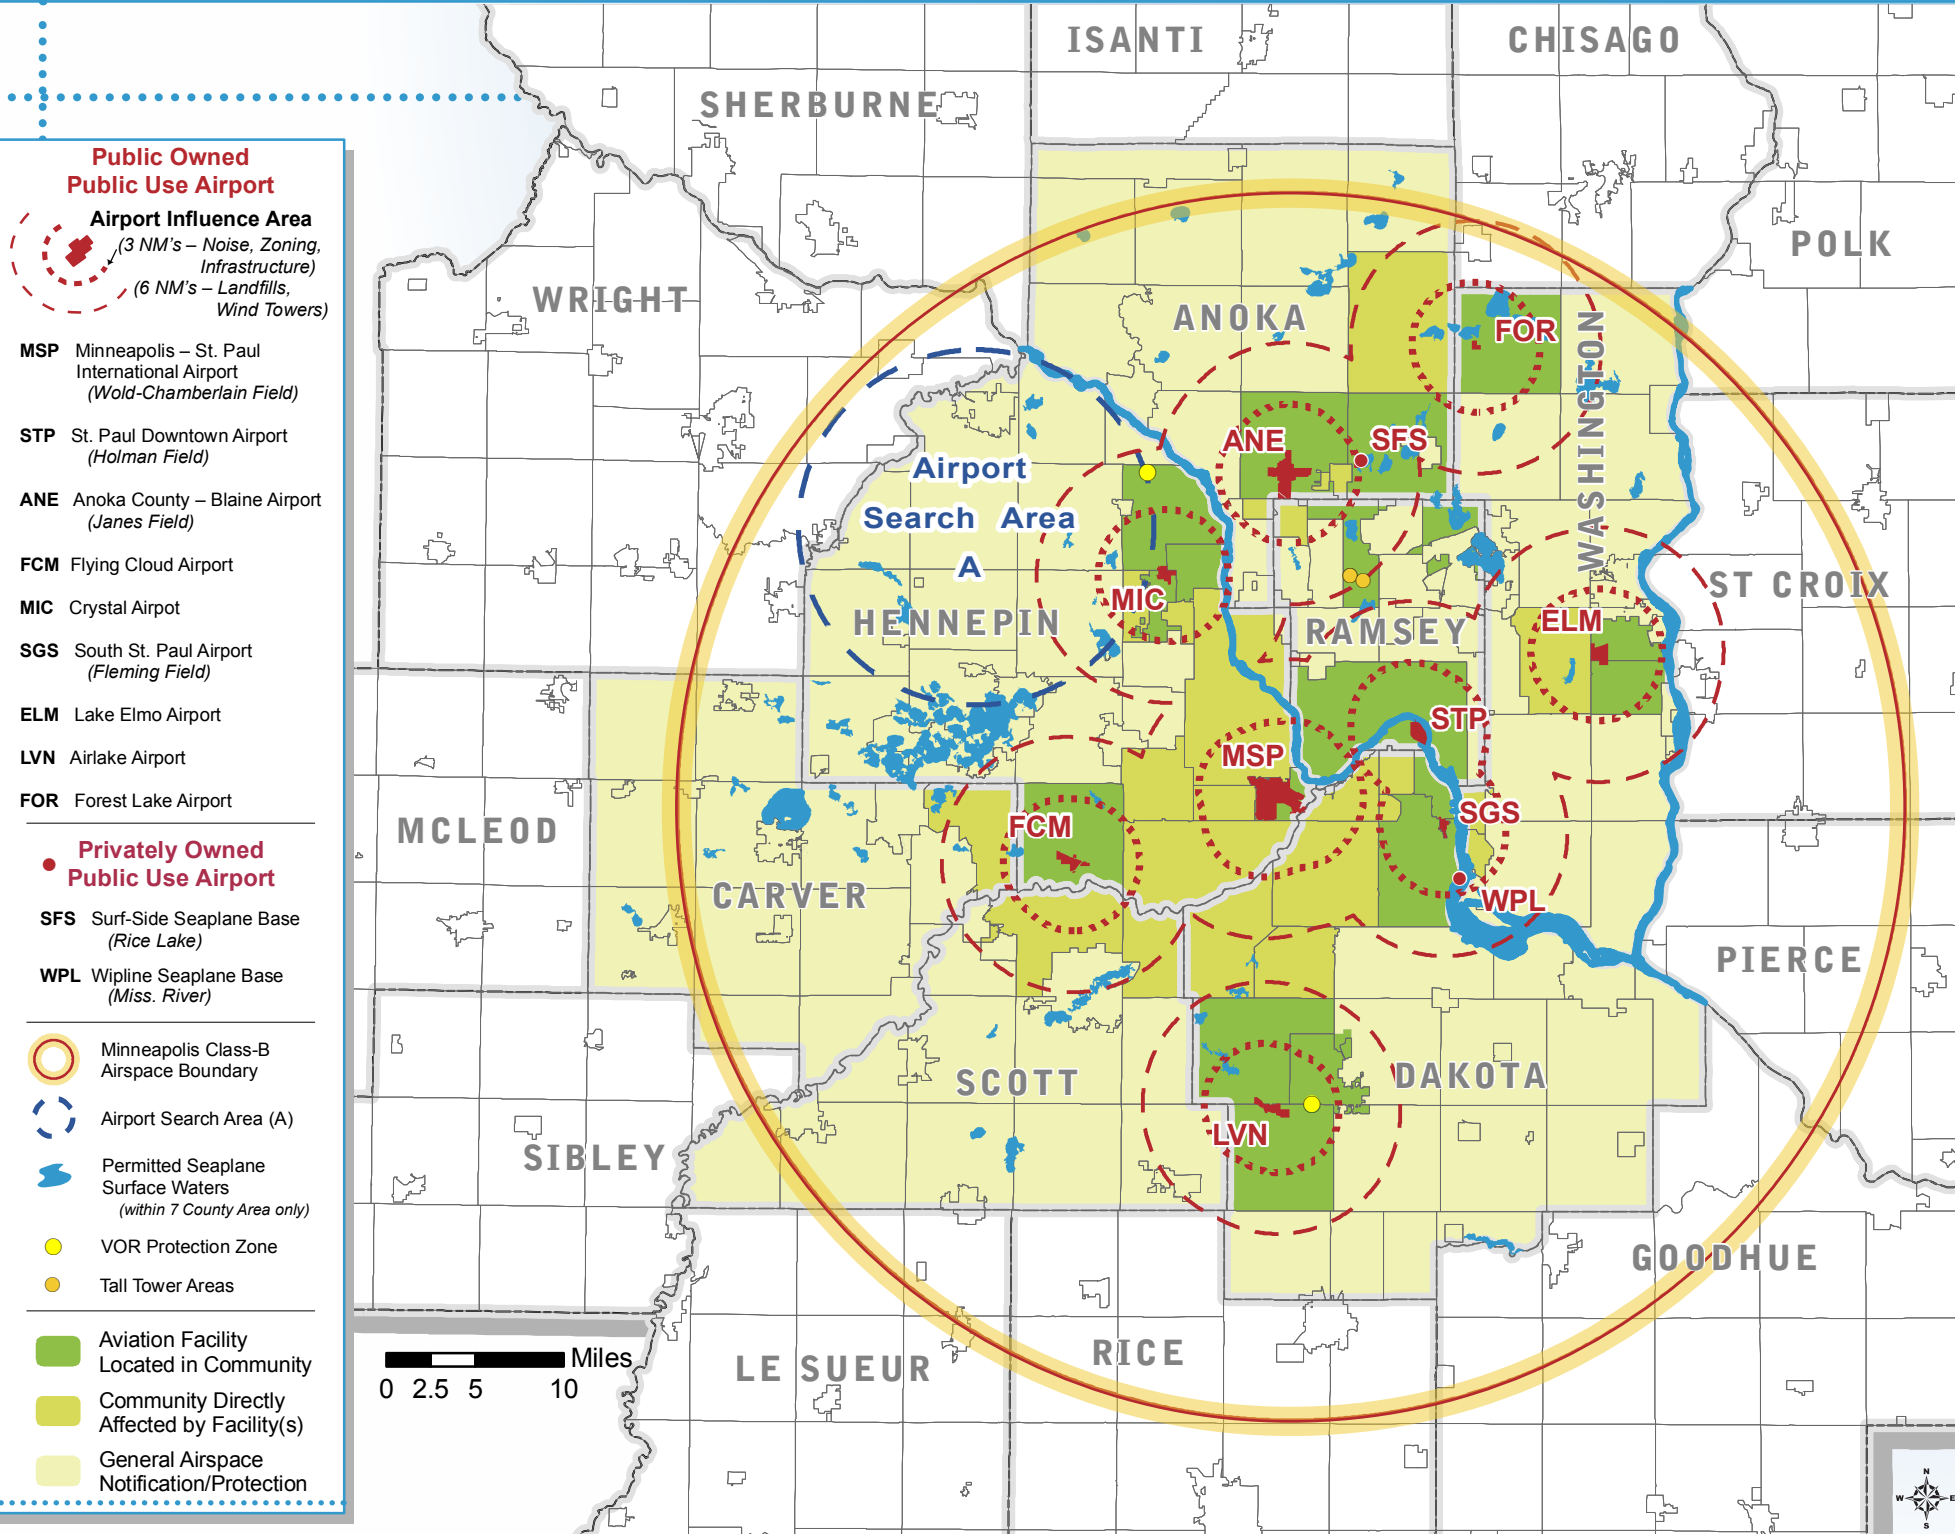 Public Owned
Public Use Airport
Airport Influence Area
(3 NM's – Noise, Zoning,
Infrastructure)
(6 NM's – Landfills,
Wind Towers)
MSP Minneapolis – St. Paul
International Airport
(Wold-Chamberlain Field)
STP St. Paul Downtown Airport
(Holman Field)
ANE Anoka County – Blaine Airport
(Janes Field)
FCM Flying Cloud Airport
MIC Crystal Airpot
SGS South St. Paul Airport
(Fleming Field)
ELM Lake Elmo Airport
LVN Airlake Airport
FOR Forest Lake Airport
Privately Owned
Public Use Airport
SFS Surf-Side Seaplane Base
(Rice Lake)
WPL Wipline Seaplane Base
(Miss. River)
Minneapolis Class-B
Airspace Boundary
Airport Search Area (A)
Permitted Seaplane
Surface Waters
(within 7 County Area only)
VOR Protection Zone
Tall Tower Areas
Aviation Facility
Located in Community
Community Directly
Affected by Facility(s)
General Airspace
Notification/Protection
ISANTI
CHISAGO
SHERBURNE
POLK
WRIGHT
ANOKA
FOR
WASHINGTON
ANE
SFS
Airport
Search Area
A
MIC
HENNEPIN
RAMSEY
ELM
ST CROIX
STP
MSP
SGS
FCM
MCLEOD
CARVER
WPL
PIERCE
SCOTT
DAKOTA
LVN
SIBLEY
GOODHUE
RICE
LE SUEUR
Miles
0 2.5 5 10
N
W E
S